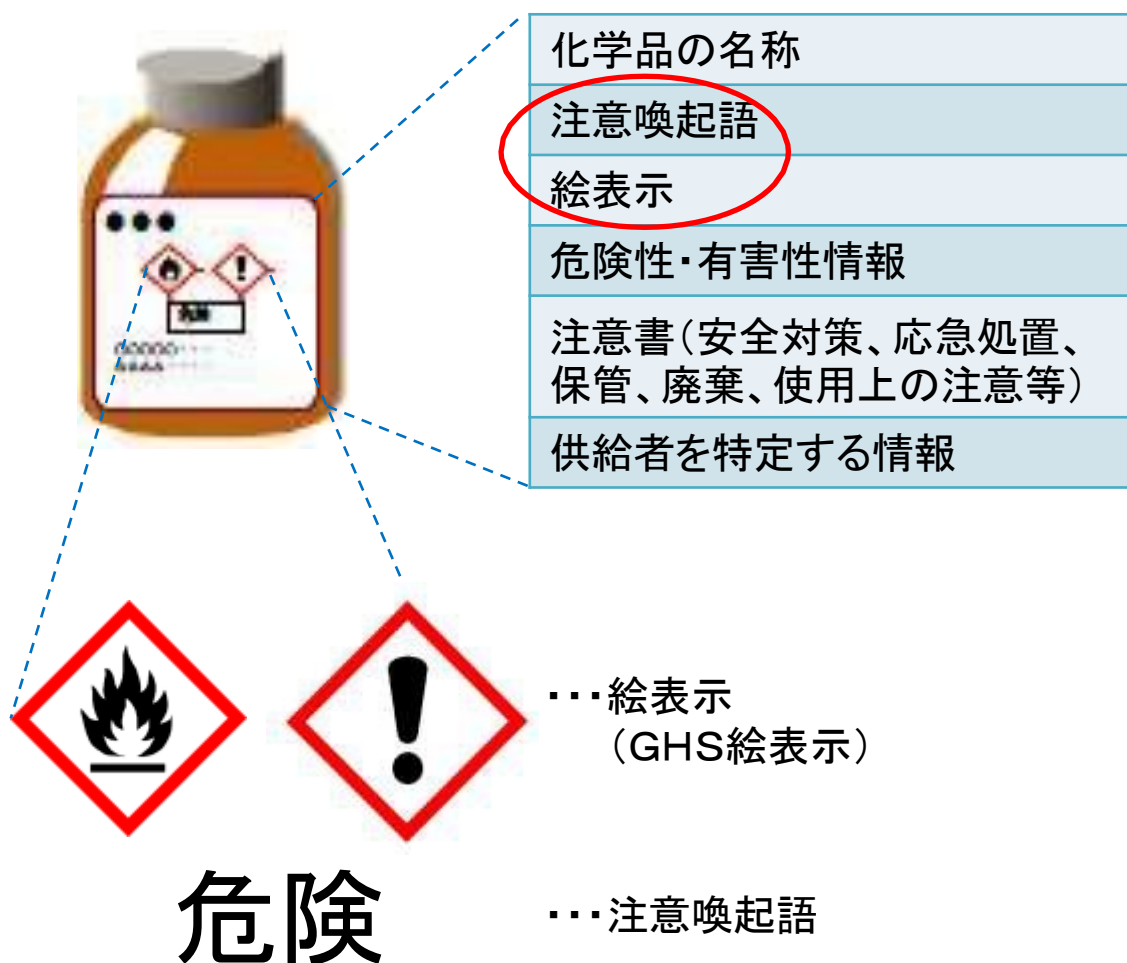 化学品の名称
注意喚起語
絵表示
危険性・有害性情報
注意書（安全対策、応急処置、
保管、廃棄、使用上の注意等）
供給者を特定する情報
・・・絵表示
（GHS絵表示）
危険
・・・注意喚起語